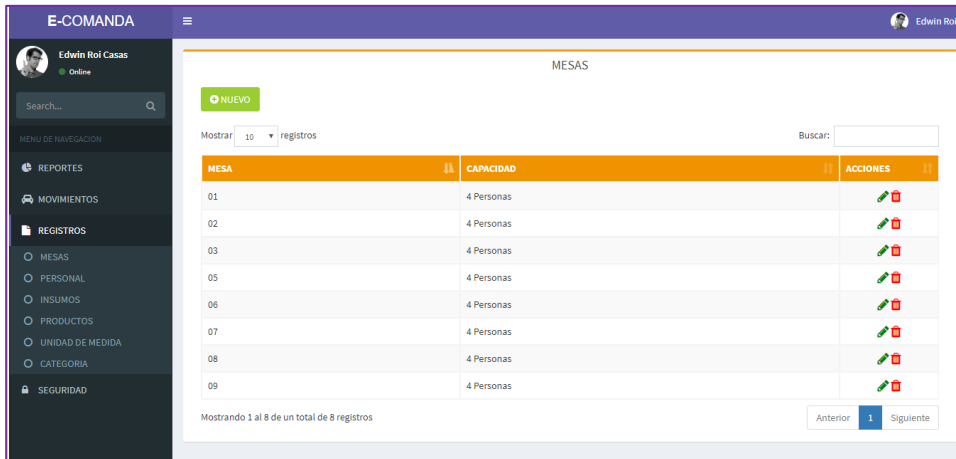 E-COMANDA
Edwin Roi
Edwin Roi Casas
Online
Search...
MENU DE NAVEGACION
REPORTES
MOVIMIENTOS
REGISTROS
MESAS
PERSONAL
INSUMOS
PRODUCTOS
UNIDAD DE MEDIDA
CATEGORIA
SEGURIDAD
MESAS
NUEVO
Mostrar 10 registros Buscar:
MESA CAPACIDAD ACCIONES
01 4 Personas
02 4 Personas
03 4 Personas
05 4 Personas
06 4 Personas
07 4 Personas
08 4 Personas
09 4 Personas
Mostrando 1 al 8 de un total de 8 registros
Anterior 1 Siguiente